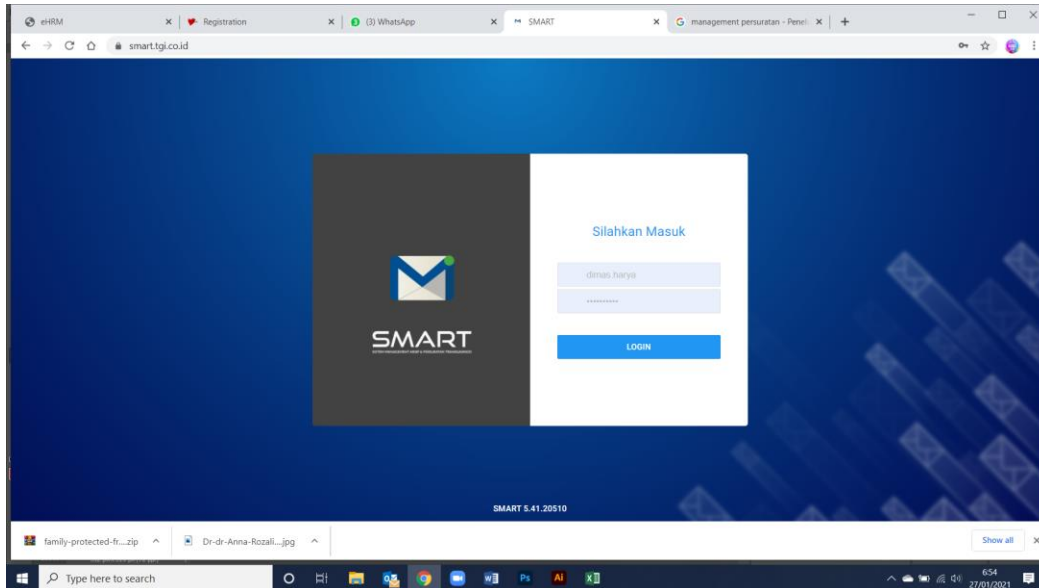 eHRM
Registration
(3) WhatsApp
SMART
management persuratan - Penel
smart.tgi.co.id
Silahkan Masuk
dimas.harya
LOGIN
SMART
SMART 5.41.20510
family-protected-fr....zip
Dr-dr-Anna-Rozali....jpg
Show all
Type here to search
6:54
27/01/2021